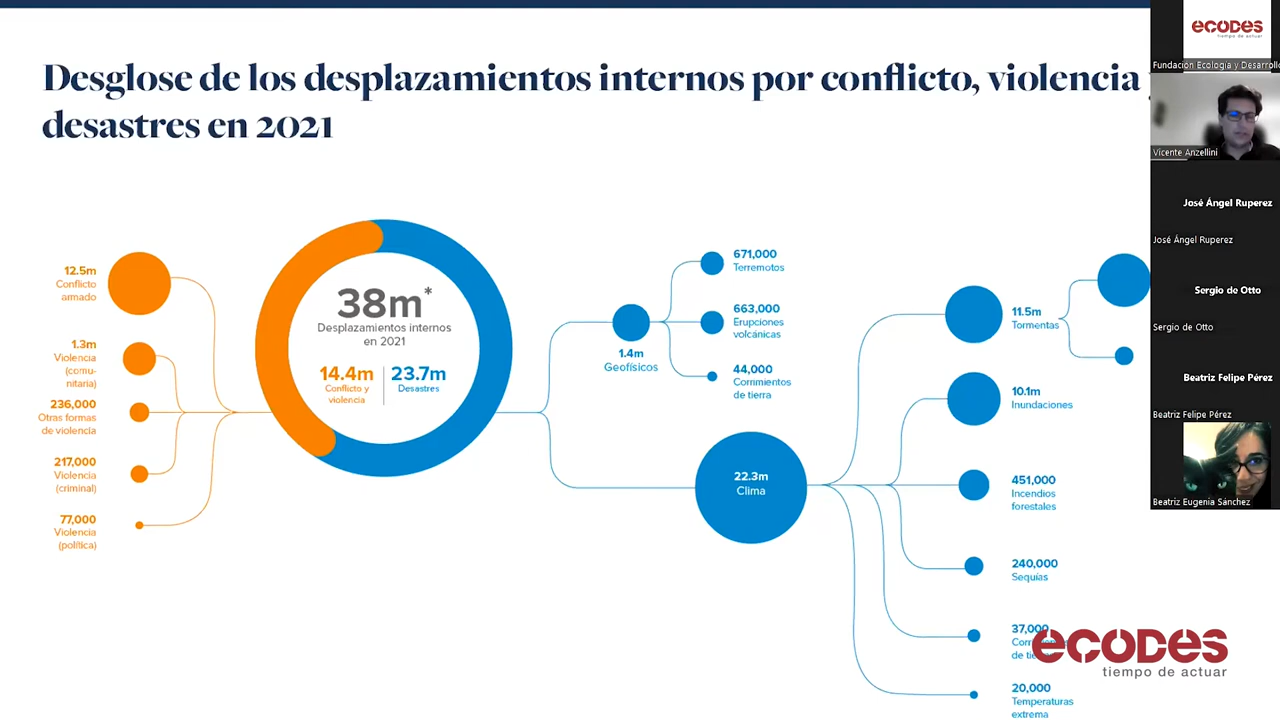 Desglose de los desplazamientos internos por conflicto, violencia
desastres en 2021
12.5m
Conflicto
armado
1.3m
Violencia
(comu-
nitaria)
236,000
Otras formas
de violencia
217,000
Violencia
(criminal)
77,000
Violencia
(política)
38m*
Desplazamientos internos
en 2021
14.4m
Conflicto y
violencia
23.7m
Desastres
1.4m
Geofísicos
671,000
Terremotos
663,000
Erupciones
volcánicas
44,000
Corrimientos
de tierra
22.3m
Clima
11.5m
Tormentas
10.1m
Inundaciones
451,000
Incendios
forestales
240,000
Sequías
37,000
de
20,000
Temperaturas
extrema
ecodes
tiempo de actuar
ecodes
tiempo de actuar
Fundación Ecología y Desarrollo
Vicente Anzellini
José Ángel Ruperez
José Ángel Ruperez
Sergio de Otto
Sergio de Otto
Beatriz Felipe Pérez
Beatriz Felipe Pérez
Beatriz Eugenia Sánchez